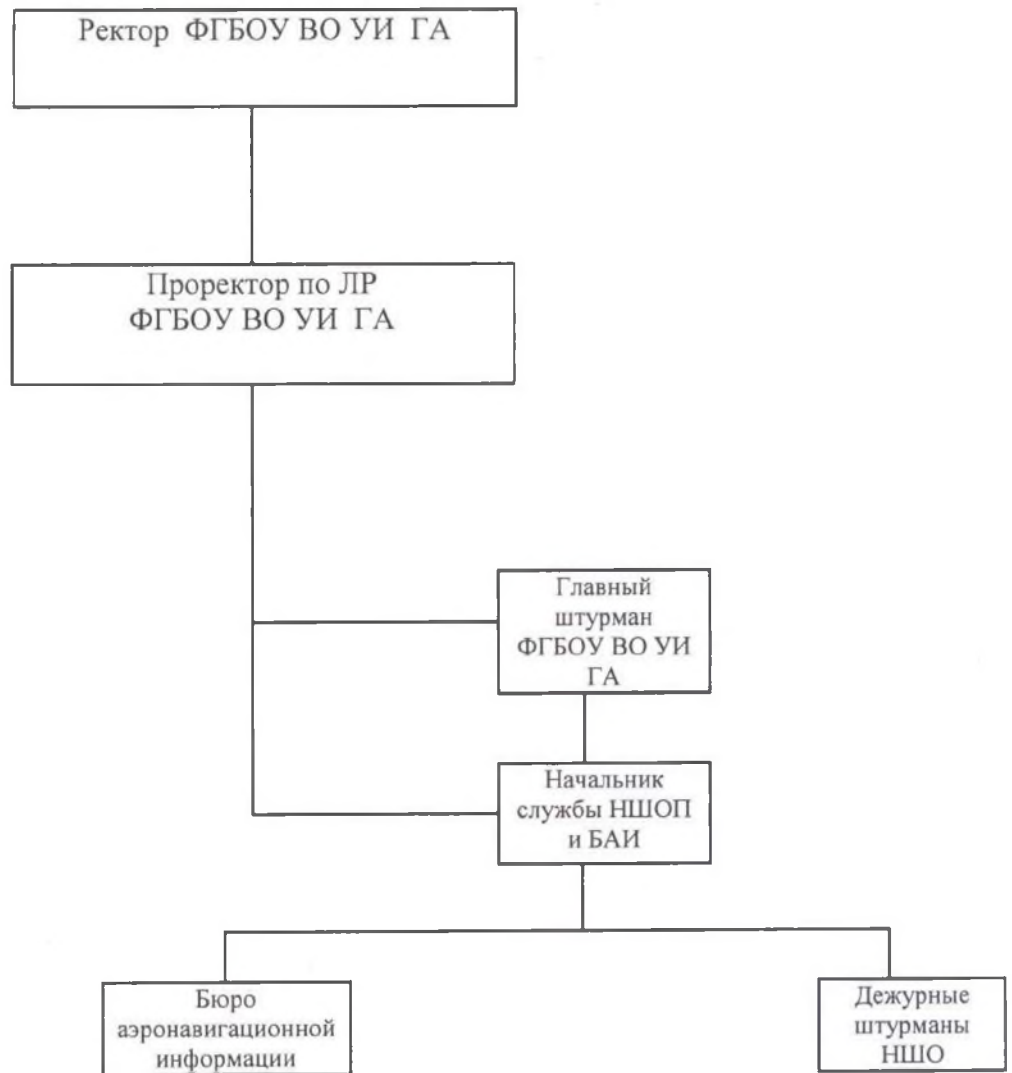 Ректор ФГБОУ ВО УИ ГА
Проректор по ЛР
ФГБОУ ВО УИ ГА
Главный
штурман
ФГБОУ ВО УИ
ГА
Начальник
службы НШОП
и БАИ
Бюро
аэронавигационной
информации
Дежурные
штурманы
НШО